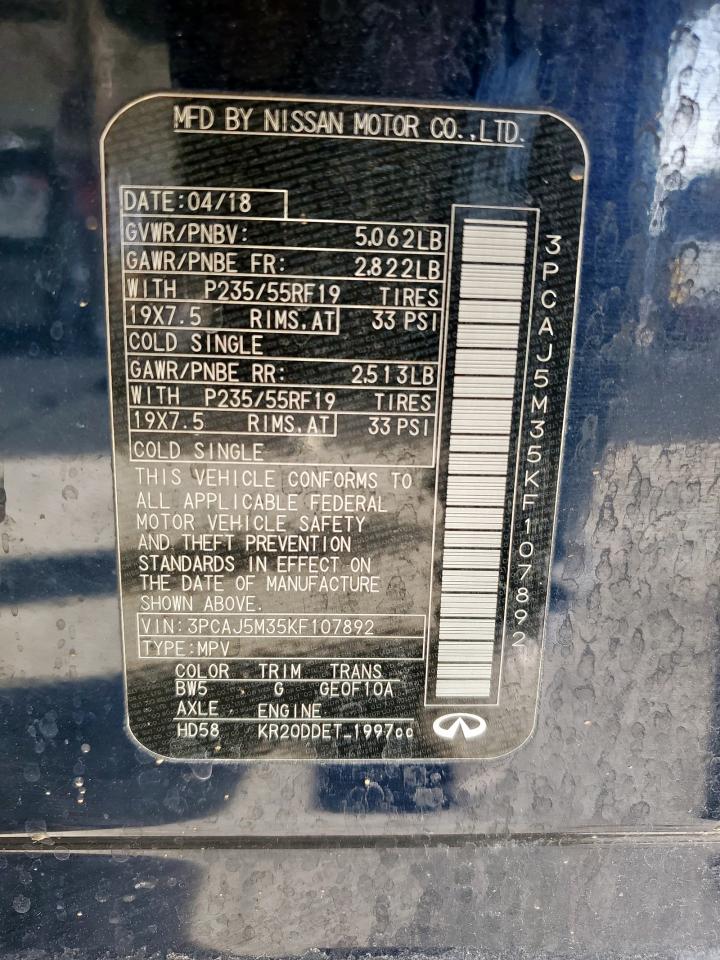 MFD BY NISSAN MOTOR CO.,LTD.
DATE:04/18
GVWR/PNBV: 5.062LB
GAWR/PNBE FR: 2.822LB
WITH P235/55RF19 TIRES
19X7.5 RIMS,AT 33 PSI
COLD SINGLE
GAWR/PNBE RR: 2.513LB
WITH P235/55RF19 TIRES
19X7.5 RIMS,AT 33 PSI
COLD SINGLE
THIS VEHICLE CONFORMS TO
ALL APPLICABLE FEDERAL
MOTOR VEHICLE SAFETY
AND THEFT PREVENTION
STANDARDS IN EFFECT ON
THE DATE OF MANUFACTURE
SHOWN ABOVE.
VIN:3PCAJ5M35KF107892
TYPE:MPV
COLOR TRIM TRANS
BW5 G GE0F10A
AXLE ENGINE
HD58 KR20DDET_1997cc
3PCAJ5M35KF107892